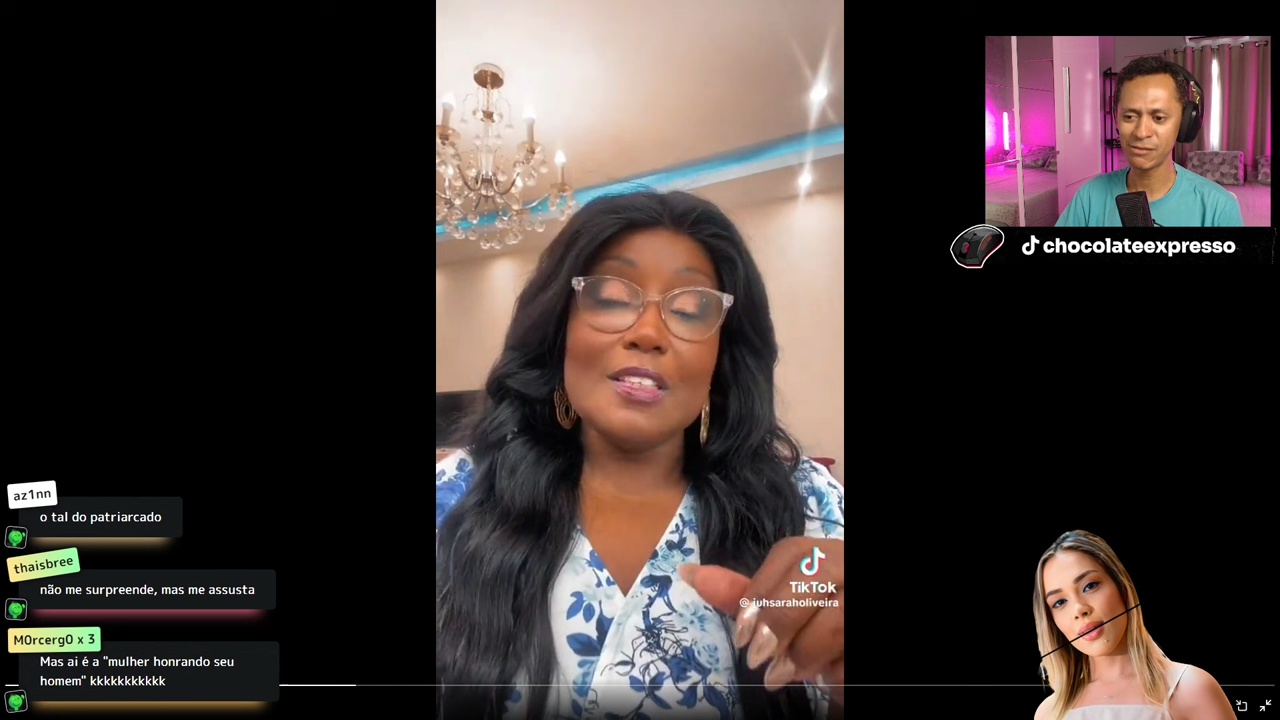 chocolateexpresso
TikTok
@juhsaraholiveira
az1nn
o tal do patriarcado
thaisbree
não me surpreende, mas me assusta
M0rcerg0 x 3
Mas ai é a "mulher honrando seu
homem" kkkkkkkkkkk